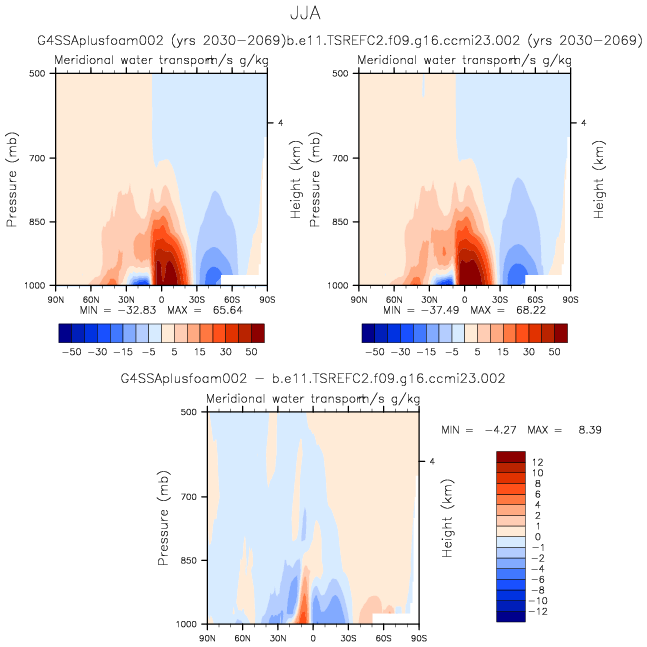 JJA
G4SSAplusfoam002 (yrs 2030-2069)b.e11.TSREFC2.f09.g16.ccmi23.002 (yrs 2030-2069)
Meridional water transport m/s g/kg Meridional water transport m/s g/kg
500 500
4 4
700 700
850 850
1000 1000
Pressure (mb) Height (km) Pressure (mb) Height (km)
90N 60N 30N 0 30S 60S 90S 90N 60N 30N 0 30S 60S 90S
MIN = -32.83 MAX = 65.64 MIN = -37.49 MAX = 68.22
-50 -30 -15 -5 5 15 30 50 -50 -30 -15 -5 5 15 30 50
G4SSAplusfoam002 - b.e11.TSREFC2.f09.g16.ccmi23.002
Meridional water transport m/s g/kg
MIN = -4.27 MAX = 8.39
500
4
700
850
1000
Pressure (mb) Height (km)
90N 60N 30N 0 30S 60S 90S
12
10
8
6
4
2
1
0
-1
-2
-4
-6
-8
-10
-12